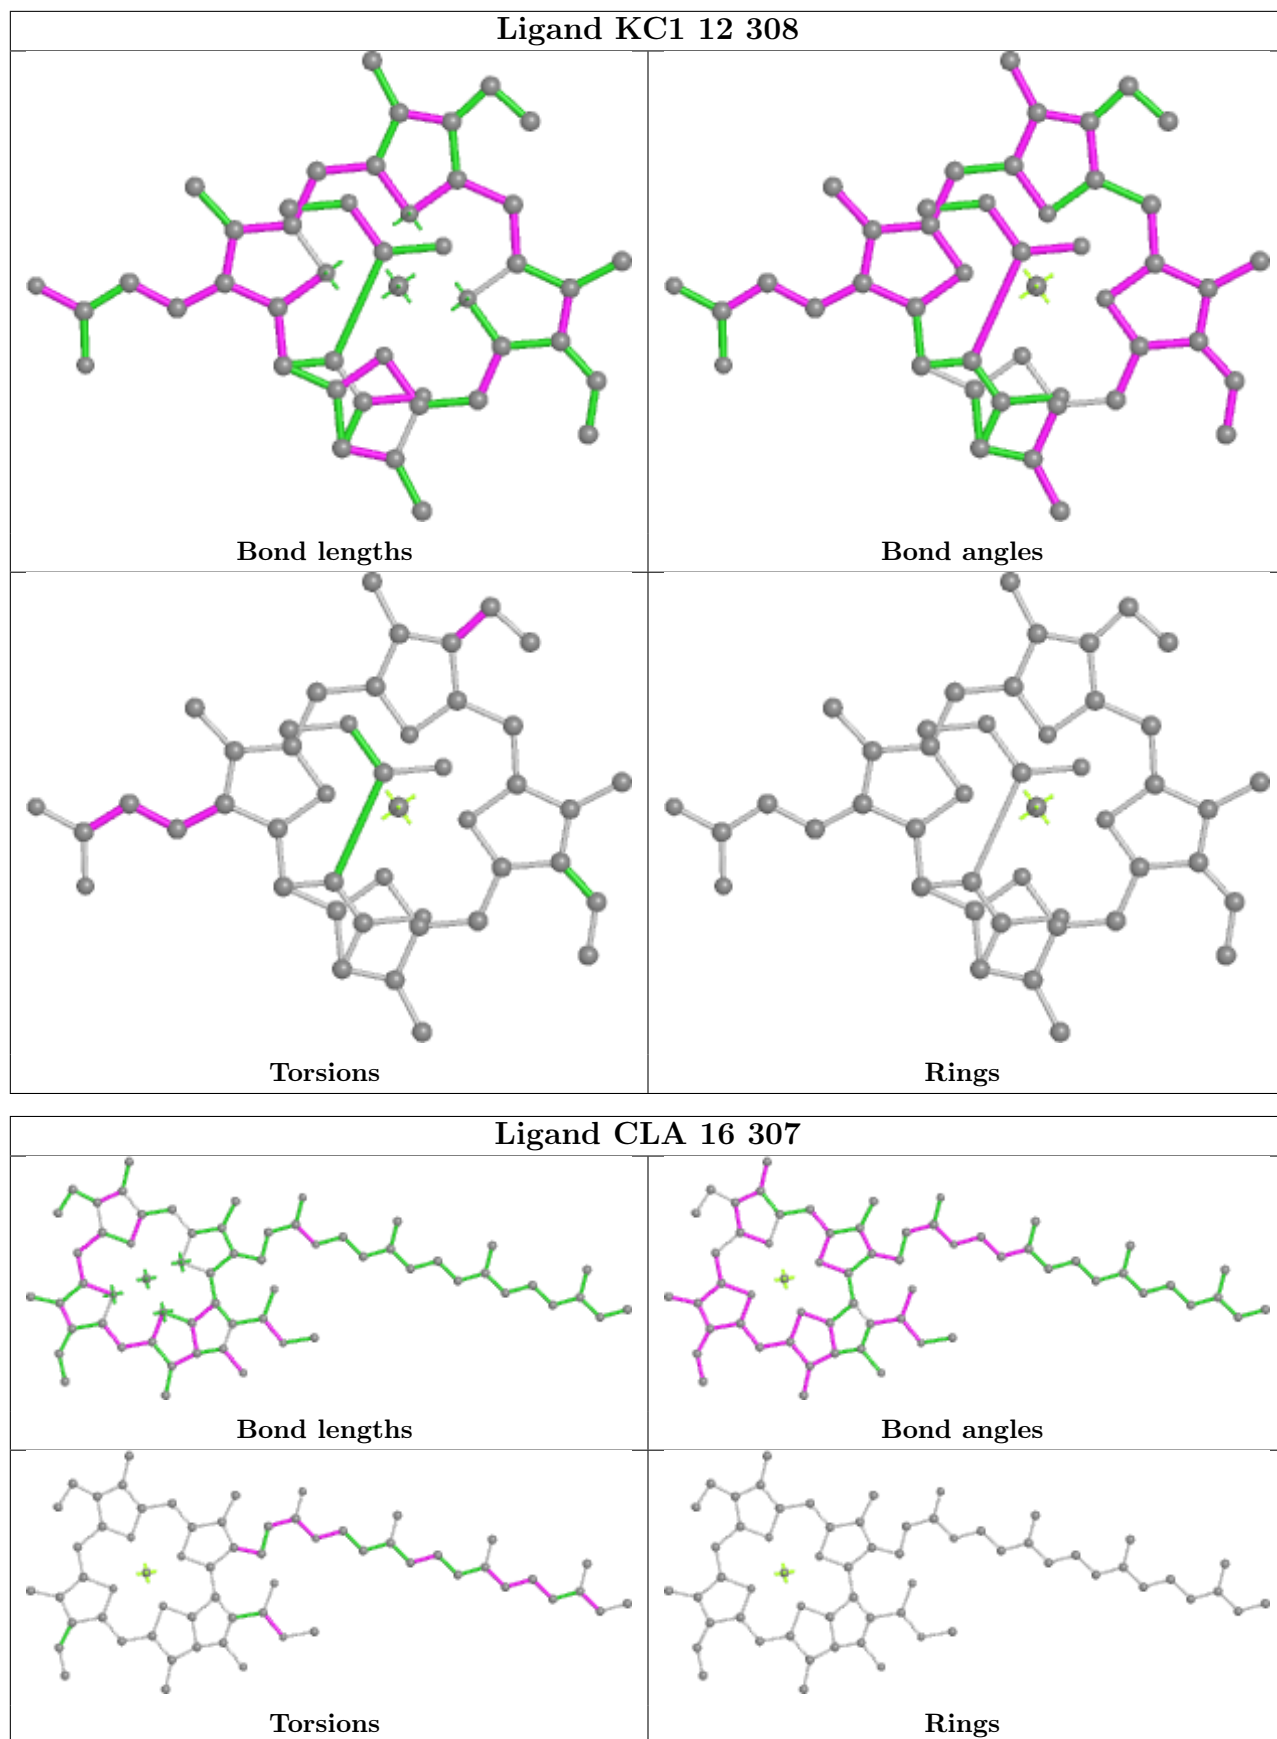 Ligand KC1 12 308
Bond lengths
Bond angles
Torsions
Rings
Ligand CLA 16 307
Bond lengths
Bond angles
Torsions
Rings